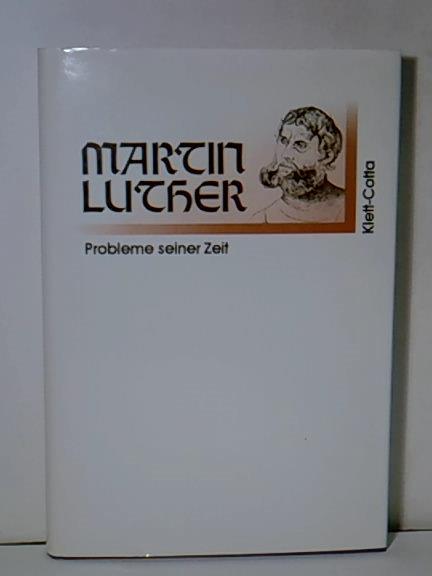 MARTIN
LUTHER
Probleme seiner Zeit
Klett-Cotta